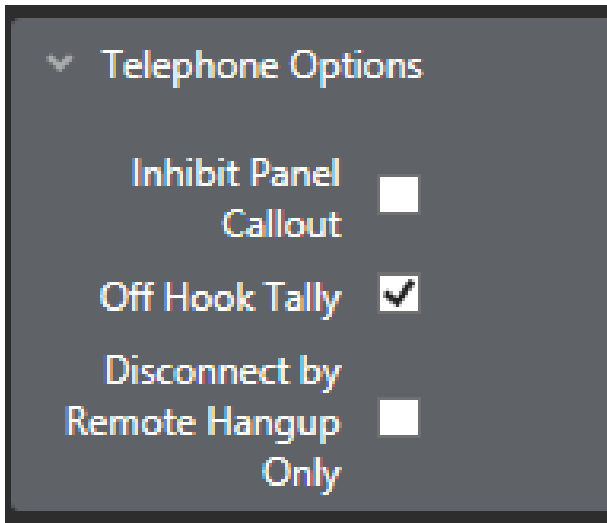 Telephone Options
Inhibit Panel
Callout
Off Hook Tally
Disconnect by
Remote Hangup
Only